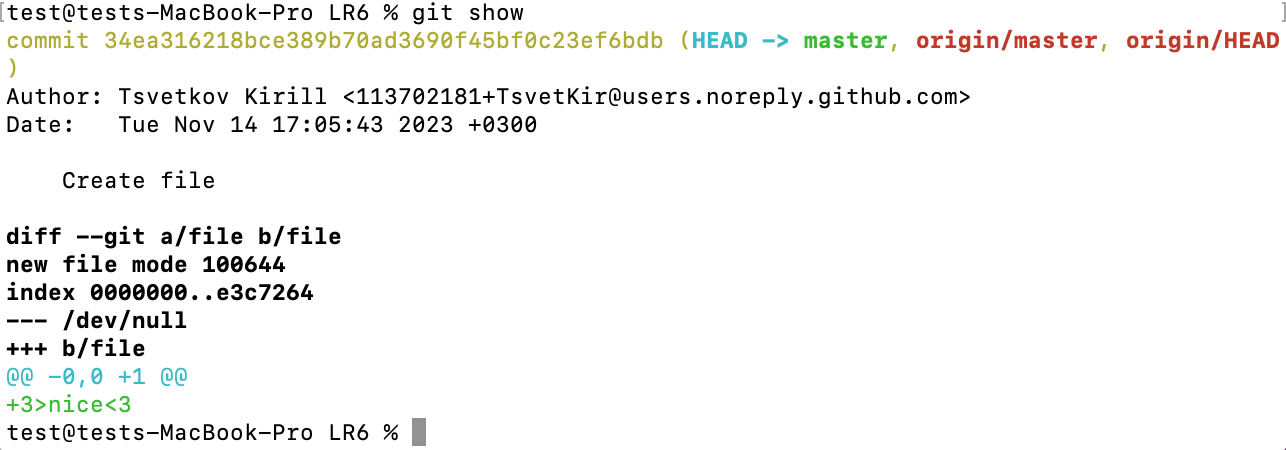 test@tests-MacBook-Pro LR6 % git show
commit 34ea316218bce389b70ad3690f45bf0c23ef6bdb (HEAD -> master, origin/master, origin/HEAD
)
Author: Tsvetkov Kirill <113702181+TsvetKir@users.noreply.github.com>
Date:   Tue Nov 14 17:05:43 2023 +0300

    Create file

diff --git a/file b/file
new file mode 100644
index 0000000..e3c7264
--- /dev/null
+++ b/file
@@ -0,0 +1 @@
+3>nice<3
test@tests-MacBook-Pro LR6 %